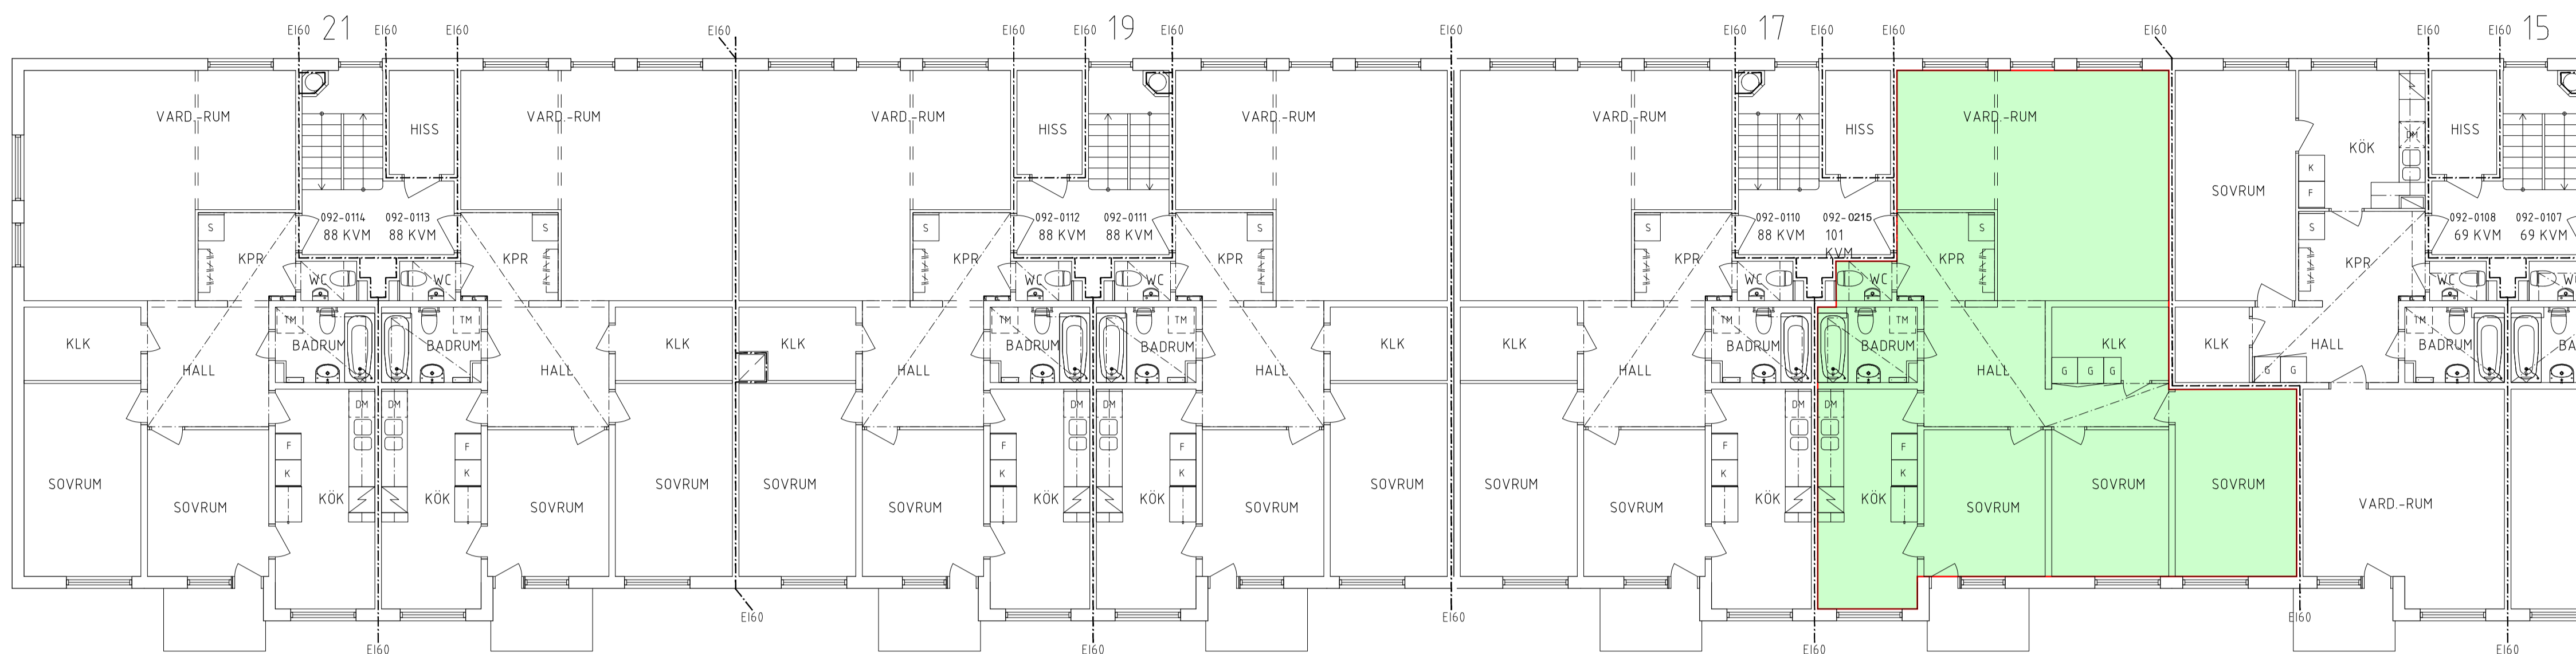 EI60 21 EI60 EI60 EI60 EI60 19 EI60 EI60 EI60 EI60 17 EI60 EI60 EI60 EI60 EI60 15
VARD.-RUM HISS VARD.-RUM VARD.-RUM HISS VARD.-RUM VARD.-RUM HISS VARD.-RUM HISS
DM
KÖK
K
SOVRUM
F
092-0114 092-0113 092-0112 092-0111 092-0110 092-0215 092-0108 092-0107
88 KVM 88 KVM 88 KVM 88 KVM 88 KVM 101 69 KVM 69 KVM
KVM
S S S S S S S
KPR KPR KPR KPR KPR KPR KPR
WC WC WC WC WC WC WC
TM TM TM TM TM TM TM
KLK BADRUM BADRUM KLK KLK BADRUM BADRUM KLK KLK BADRUM BADRUM KLK KLK HALL BADRUM BA
HALL HALL HALL HALL HALL HALL G G G G G
DM DM DM DM DM DM
F F F F F F
K K K K K K
SOVRUM SOVRUM SOVRUM SOVRUM SOVRUM SOVRUM SOVRUM
KÖK KÖK KÖK KÖK KÖK KÖK
SOVRUM SOVRUM SOVRUM SOVRUM SOVRUM SOVRUM VARD.-RUM
EI60 EI60 EI60
EI60 EI60 EI60 EI60